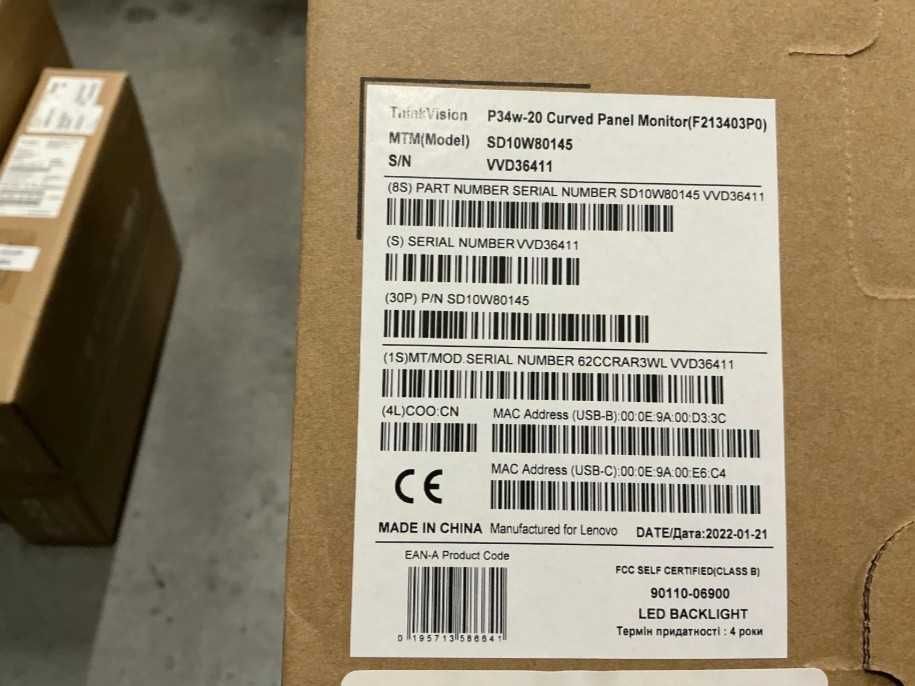 ThinkVision P34w-20 Curved Panel Monitor(F213403P0)
MTM(Model) SD10W80145
S/N VVD36411
(8S) PART NUMBER SERIAL NUMBER SD10W80145 VVD36411
(S) SERIAL NUMBER VVD36411
(30P) P/N SD10W80145
(1S)MT/MOD.SERIAL NUMBER 62CCRAR3WL VVD36411
(4L)COO:CN MAC Address (USB-B):00:0E:9A:00:D3:3C
MAC Address (USB-C):00:0E:9A:00:E6:C4
CE
MADE IN CHINA Manufactured for Lenovo DATE/Дата:2022-01-21
EAN-A Product Code
FCC SELF CERTIFIED(CLASS B)
90110-06900
LED BACKLIGHT
Термін придатності : 4 роки
0 195713 586641